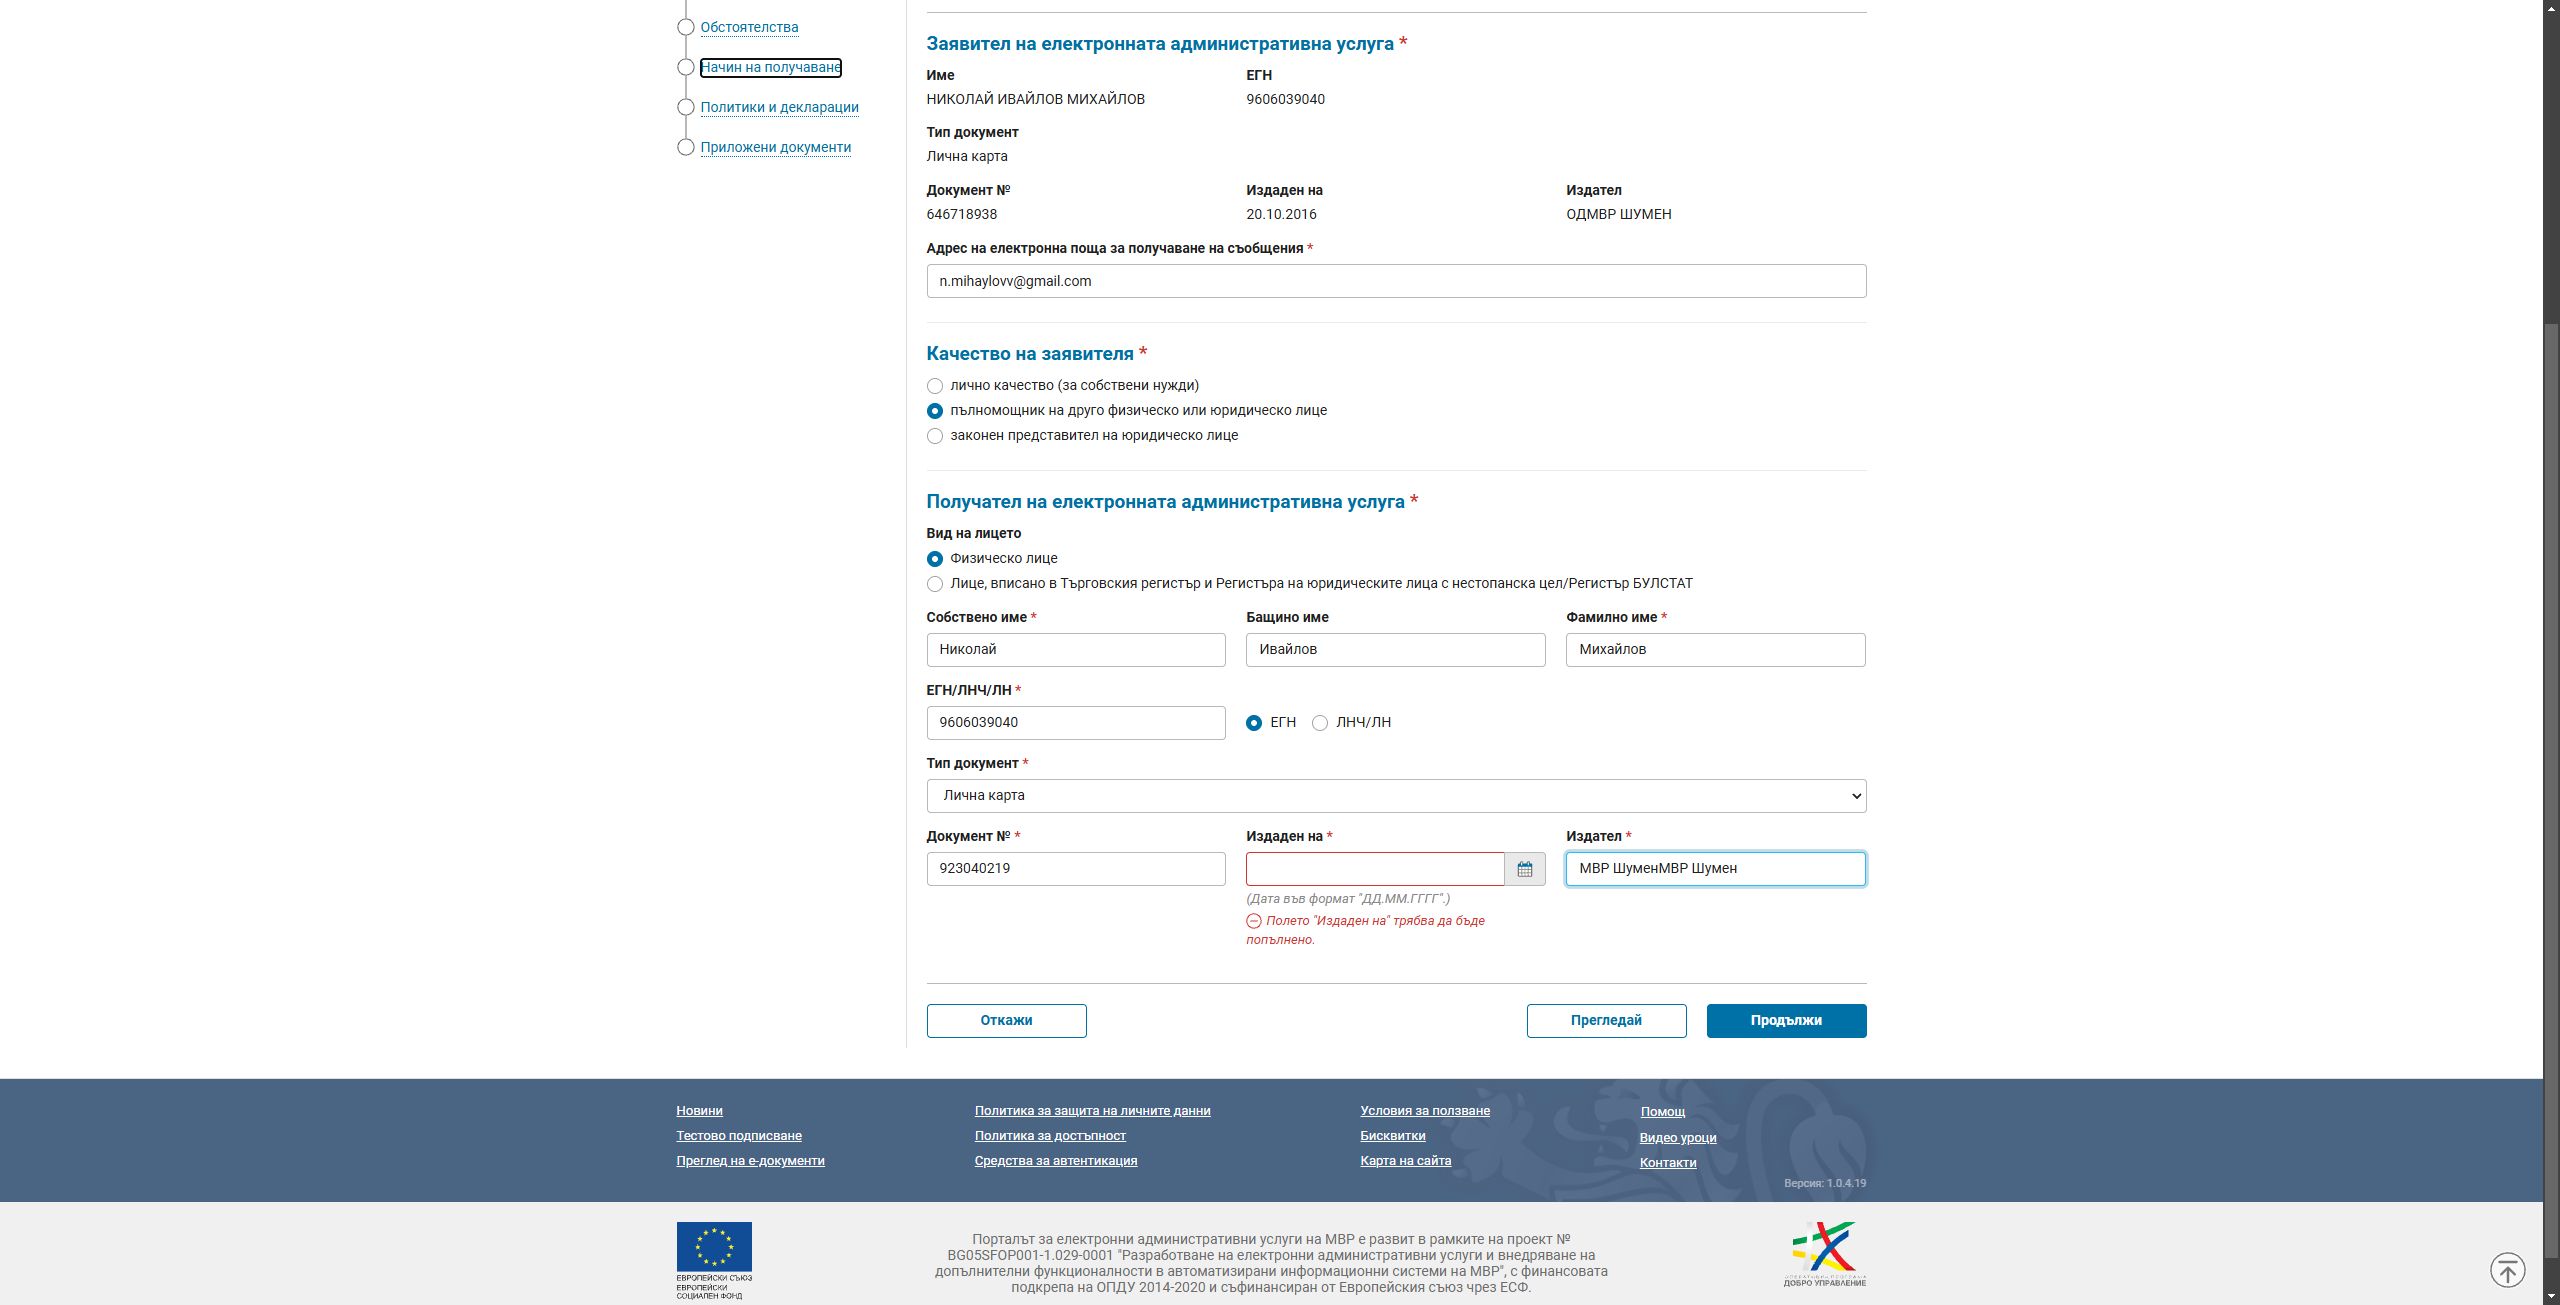 Обстоятелства
Начин на получаване
Политики и декларации
Приложени документи
Заявител на електронната административна услуга *
Име ЕГН
НИКОЛАЙ ИВАЙЛОВ МИХАЙЛОВ 9606039040
Тип документ
Лична карта
Документ № Издаден на Издател
646718938 20.10.2016 ОДМВР ШУМЕН
Адрес на електронна поща за получаване на съобщения *
n.mihaylovv@gmail.com
Качество на заявителя *
лично качество (за собствени нужди)
пълномощник на друго физическо или юридическо лице
законен представител на юридическо лице
Получател на електронната административна услуга *
Вид на лицето
Физическо лице
Лице, вписано в Търговския регистър и Регистъра на юридическите лица с нестопанска цел/Регистър БУЛСТАТ
Собствено име * Бащино име Фамилно име *
Николай Ивайлов Михайлов
ЕГН/ЛНЧ/ЛН *
9606039040 ЕГН ЛНЧ/ЛН
Тип документ *
Лична карта
Документ № * Издаден на * Издател *
923040219 МВР ШуменМВР Шумен
(Дата във формат "ДД.ММ.ГГГГ".)
Полето "Издаден на" трябва да бъде
попълнено.
Откажи Прегледай Продължи
Новини Политика за защита на личните данни Условия за ползване Помощ
Тестово подписване Политика за достъпност Бисквитки Видео уроци
Преглед на е-документи Средства за автентикация Карта на сайта Контакти
Версия: 1.0.4.19
Порталът за електронни административни услуги на МВР е развит в рамките на проект №
BG05SFOP001-1.029-0001 "Разработване на електронни административни услуги и внедряване на
допълнителни функционалности в автоматизирани информационни системи на МВР", с финансовата
подкрепа на ОПДУ 2014-2020 и съфинансиран от Европейския съюз чрез ЕСФ.
ЕВРОПЕЙСКИ СЪЮЗ
ЕВРОПЕЙСКИ
СОЦИАЛЕН ФОНД
ОПЕРАТИВНА ПРОГРАМА
ДОБРО УПРАВЛЕНИЕ